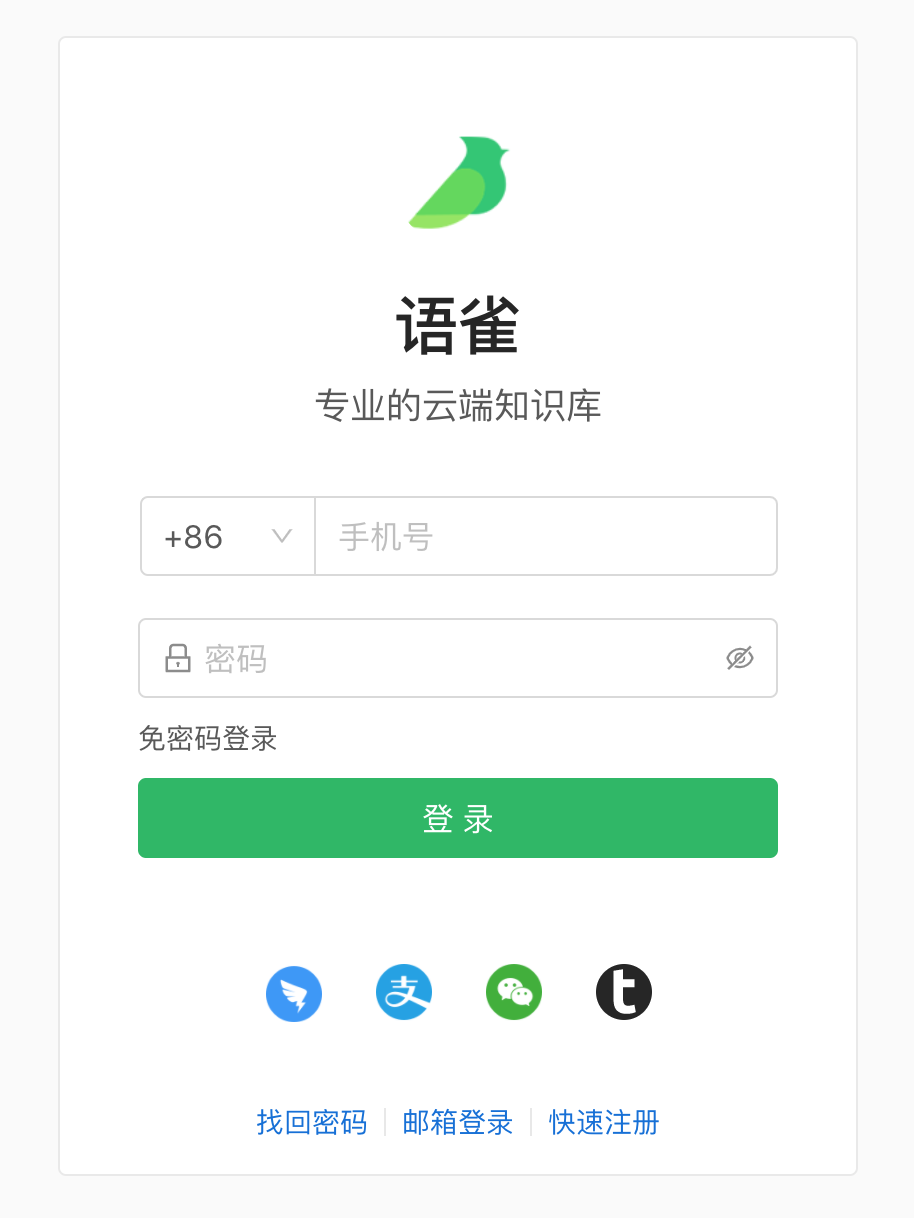 语雀
专业的云端知识库
+86 手机号
密码
免密码登录
登 录
找回密码 邮箱登录 快速注册